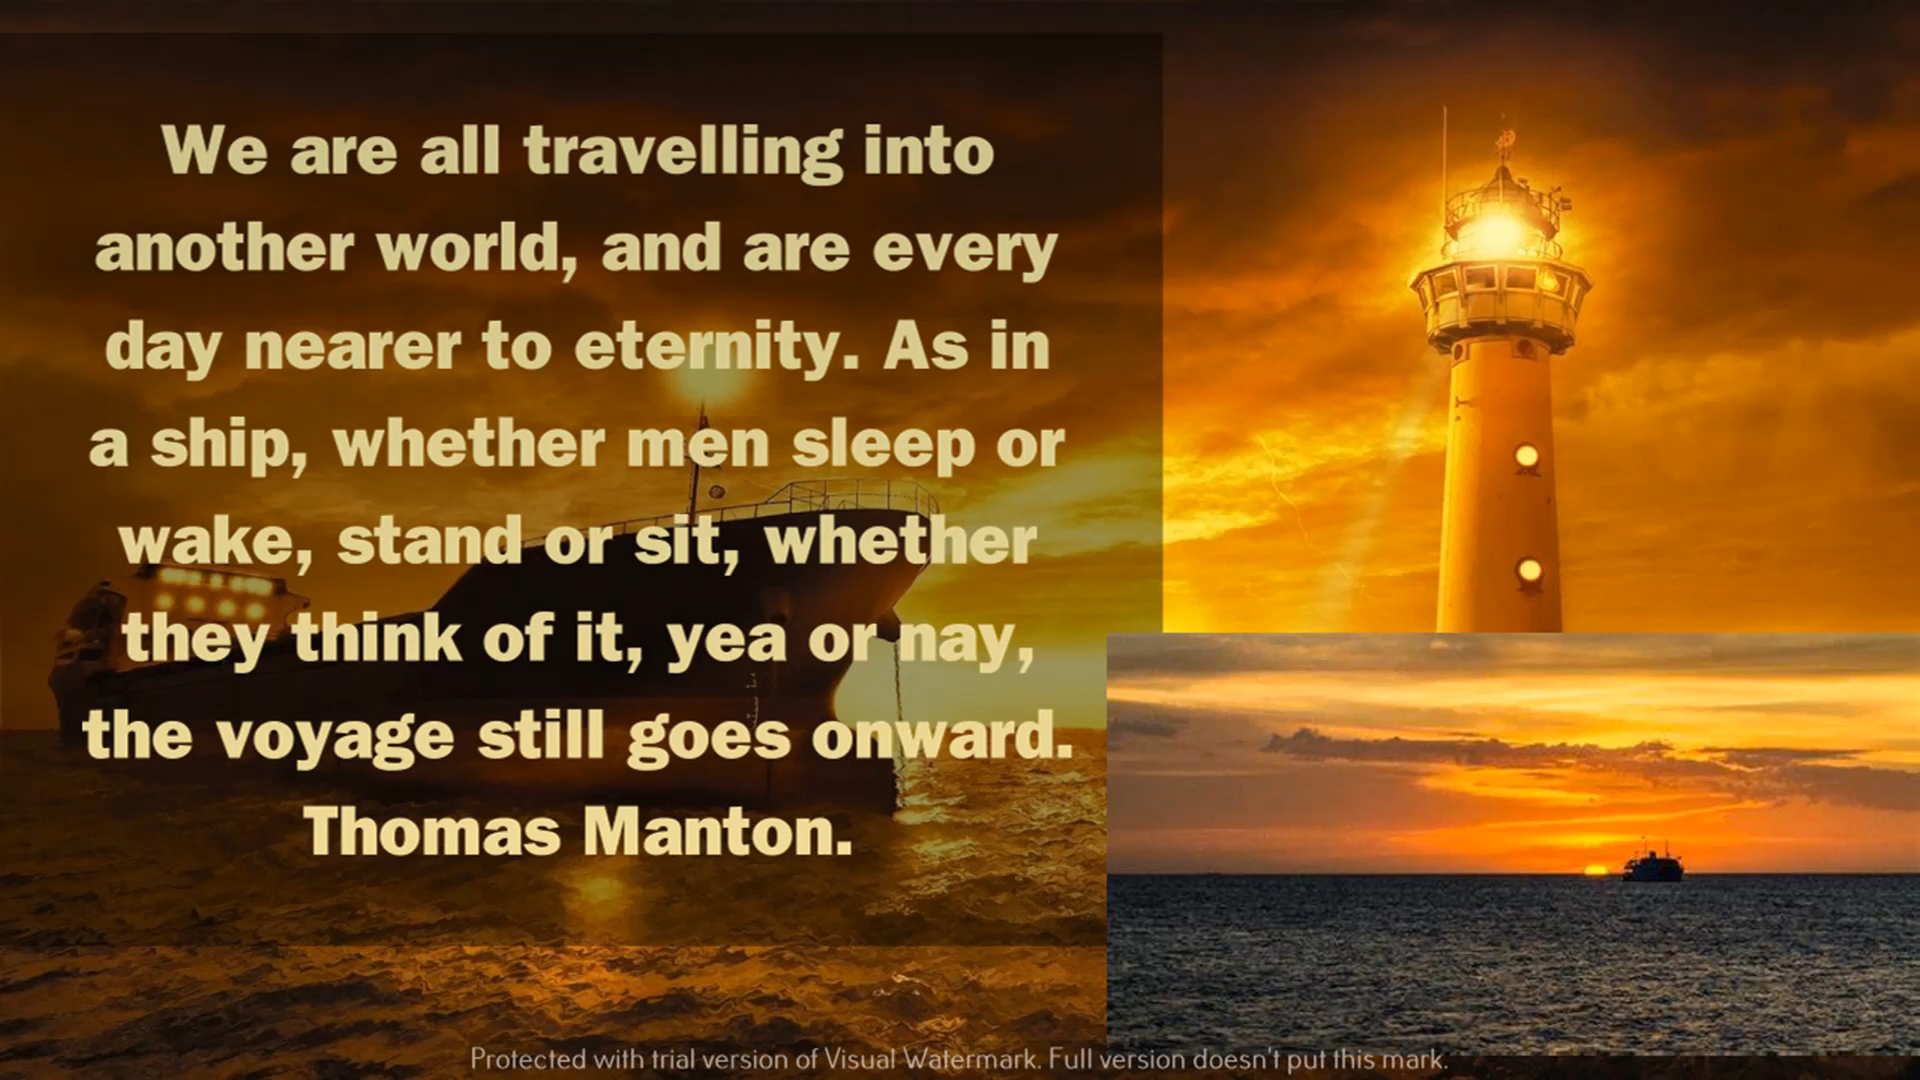 We are all travelling into
another world, and are every
day nearer to eternity. As in
a ship, whether men sleep or
wake, stand or sit, whether
they think of it, yea or nay,
the voyage still goes onward.
Thomas Manton.
Protected with trial version of Visual Watermark. Full version doesn't put this mark.